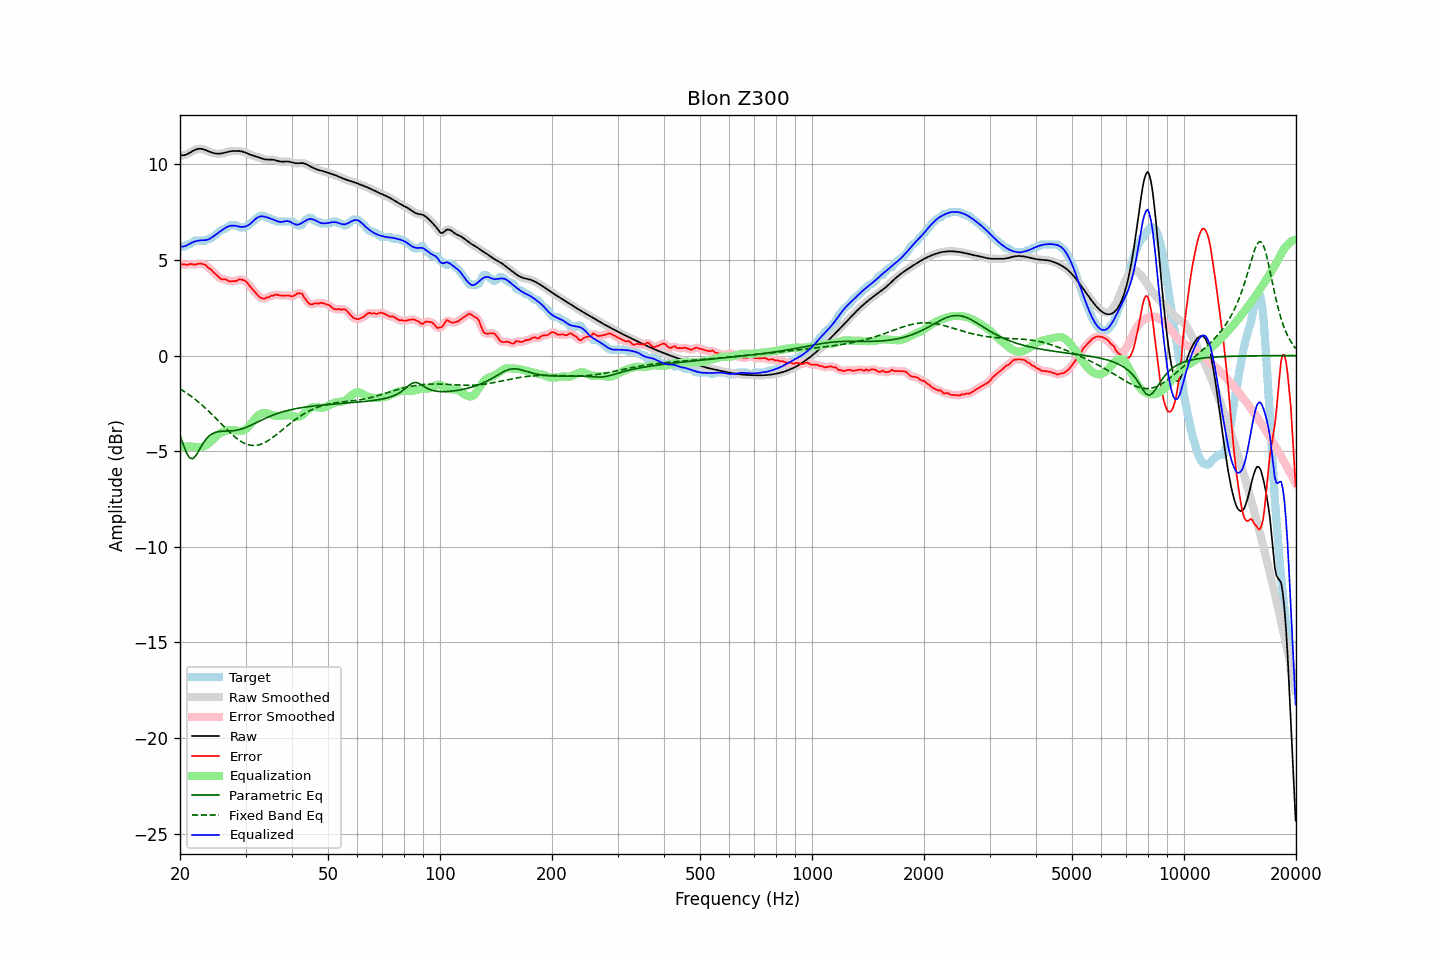 Blon Z300
Amplitude (dBr)
10
5
0
−5
−10
−15
−20
−25
Target
Raw Smoothed
Error Smoothed
Raw
Error
Equalization
Parametric Eq
Fixed Band Eq
Equalized
20 50 100 200 500 1000 2000 5000 10000 20000
Frequency (Hz)